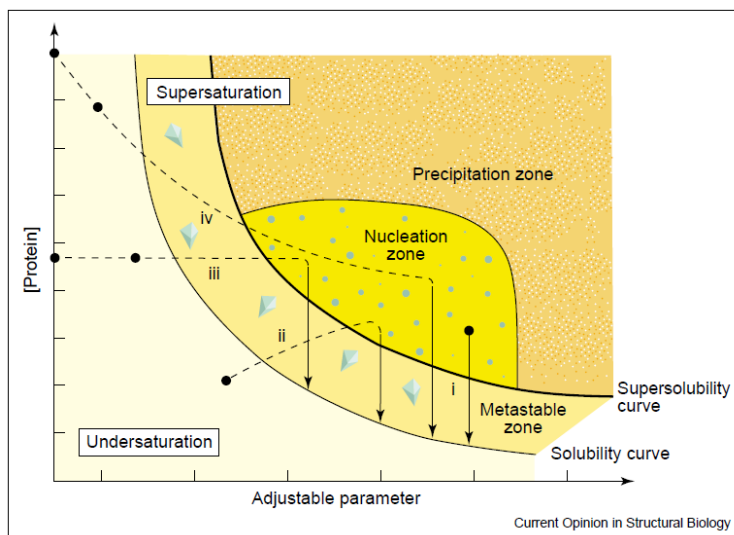 Supersaturation
Precipitation zone
Nucleation
zone
iv
iii
ii
i
[Protein]
Supersolubility
curve
Metastable
zone
Undersaturation
Solubility curve
Adjustable parameter
Current Opinion in Structural Biology